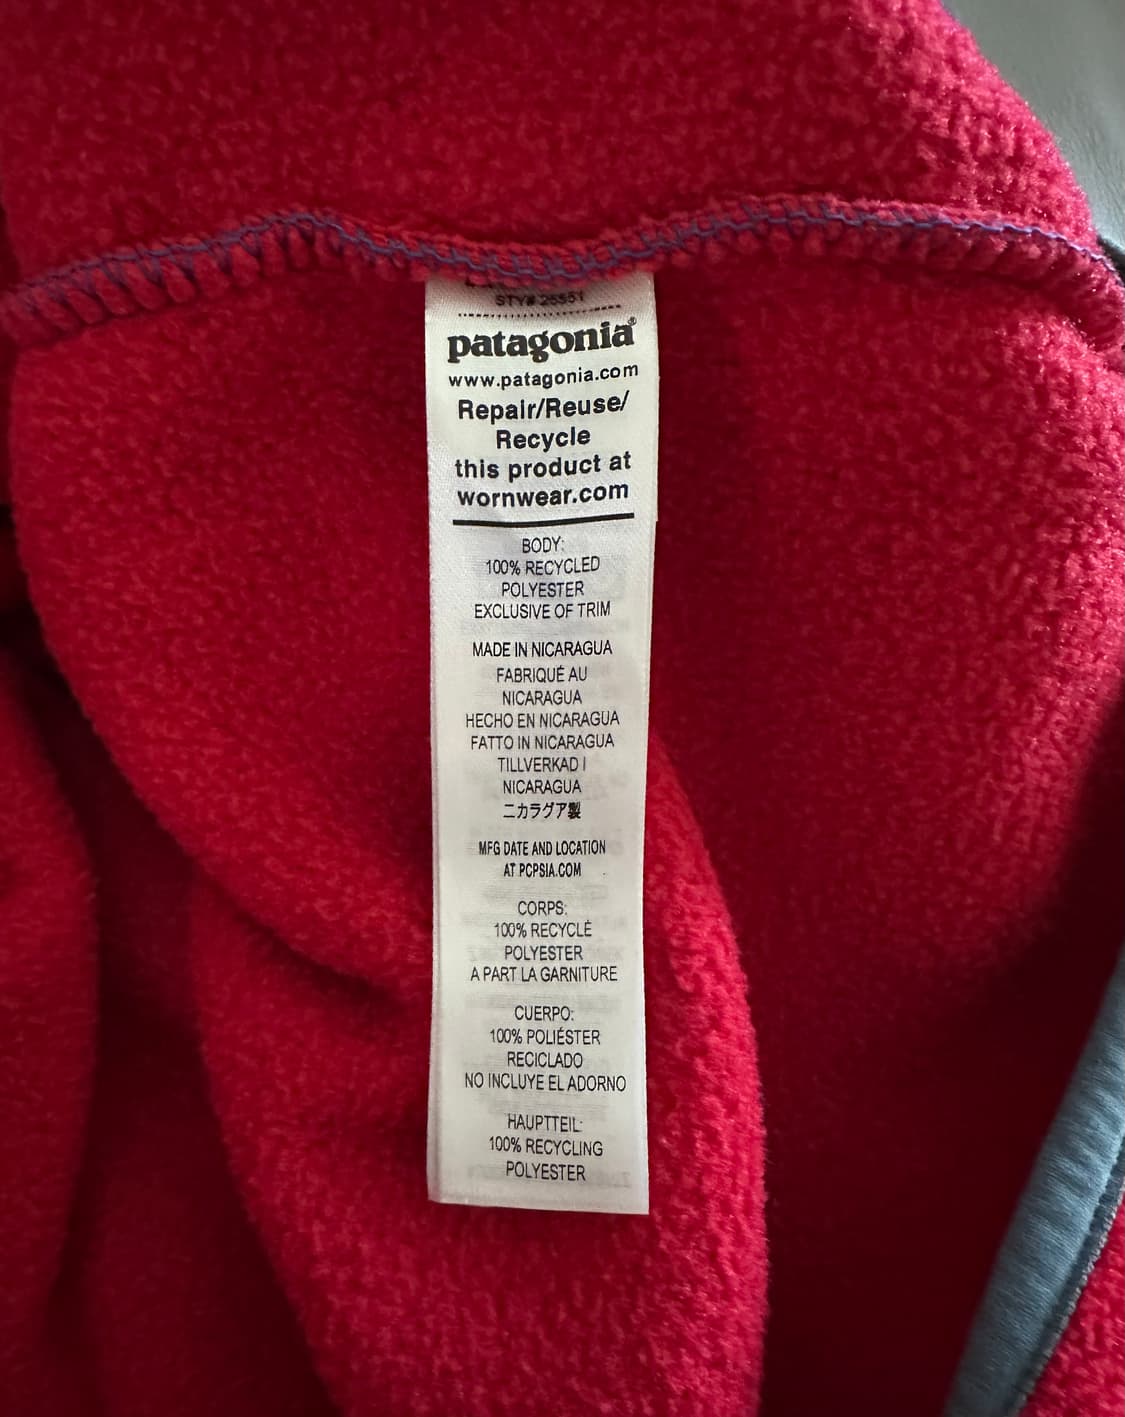 STY# 25551
patagonia®
www.patagonia.com
Repair/Reuse/
Recycle
this product at
wornwear.com
BODY:
100% RECYCLED
POLYESTER
EXCLUSIVE OF TRIM
MADE IN NICARAGUA
FABRIQUÉ AU
NICARAGUA
HECHO EN NICARAGUA
FATTO IN NICARAGUA
TILLVERKAD I
NICARAGUA
ニカラグア製
MFG DATE AND LOCATION
AT PCPSIA.COM
CORPS:
100% RECYCLÉ
POLYESTER
A PART LA GARNITURE
CUERPO:
100% POLIÉSTER
RECICLADO
NO INCLUYE EL ADORNO
HAUPTTEIL:
100% RECYCLING
POLYESTER